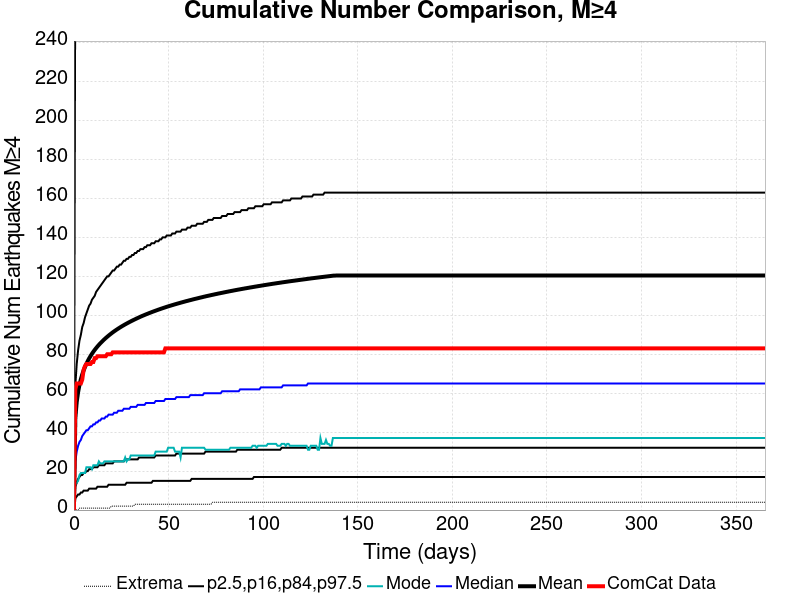 Cumulative Number Comparison, M≥4
Cumulative Num Earthquakes M≥4
240
220
200
180
160
140
120
100
80
60
40
20
0
0 50 100 150 200 250 300 350
Time (days)
Extrema p2.5,p16,p84,p97.5 Mode Median Mean ComCat Data